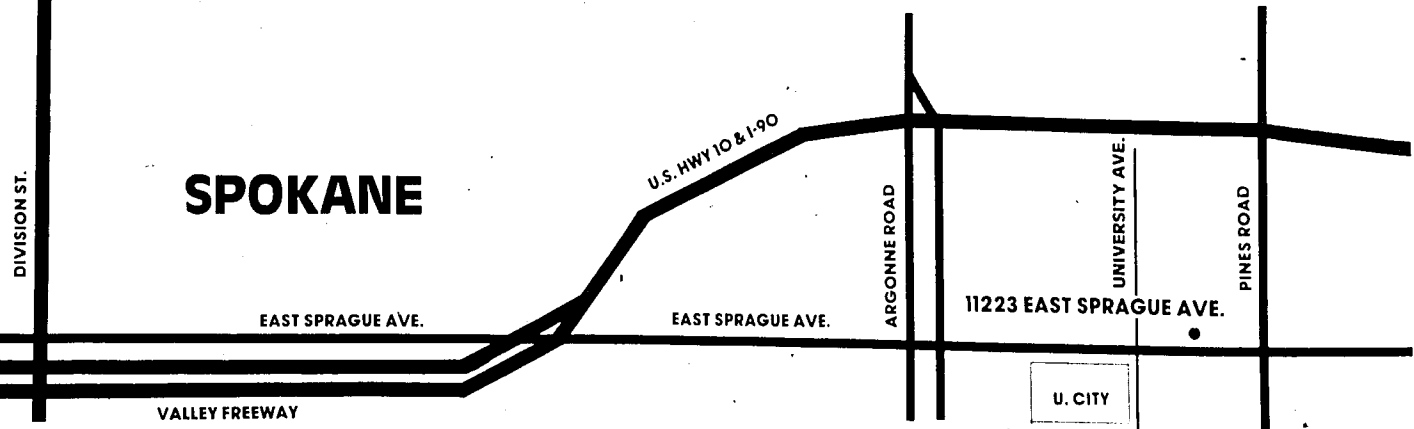 U.S. HWY 10 & I-90
DIVISION ST.
SPOKANE
ARGONNE ROAD
UNIVERSITY AVE.
PINES ROAD
11223 EAST SPRAGUE AVE.
EAST SPRAGUE AVE.
EAST SPRAGUE AVE.
U. CITY
VALLEY FREEWAY